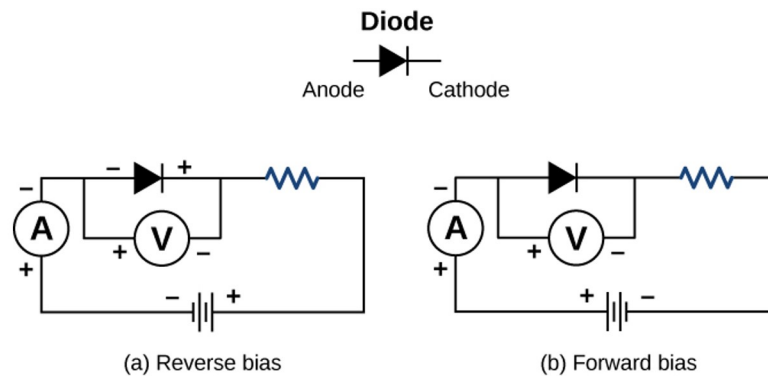 Diode
Anode Cathode
− + −
A + V − A + V −
+ − + + + −
(a) Reverse bias (b) Forward bias